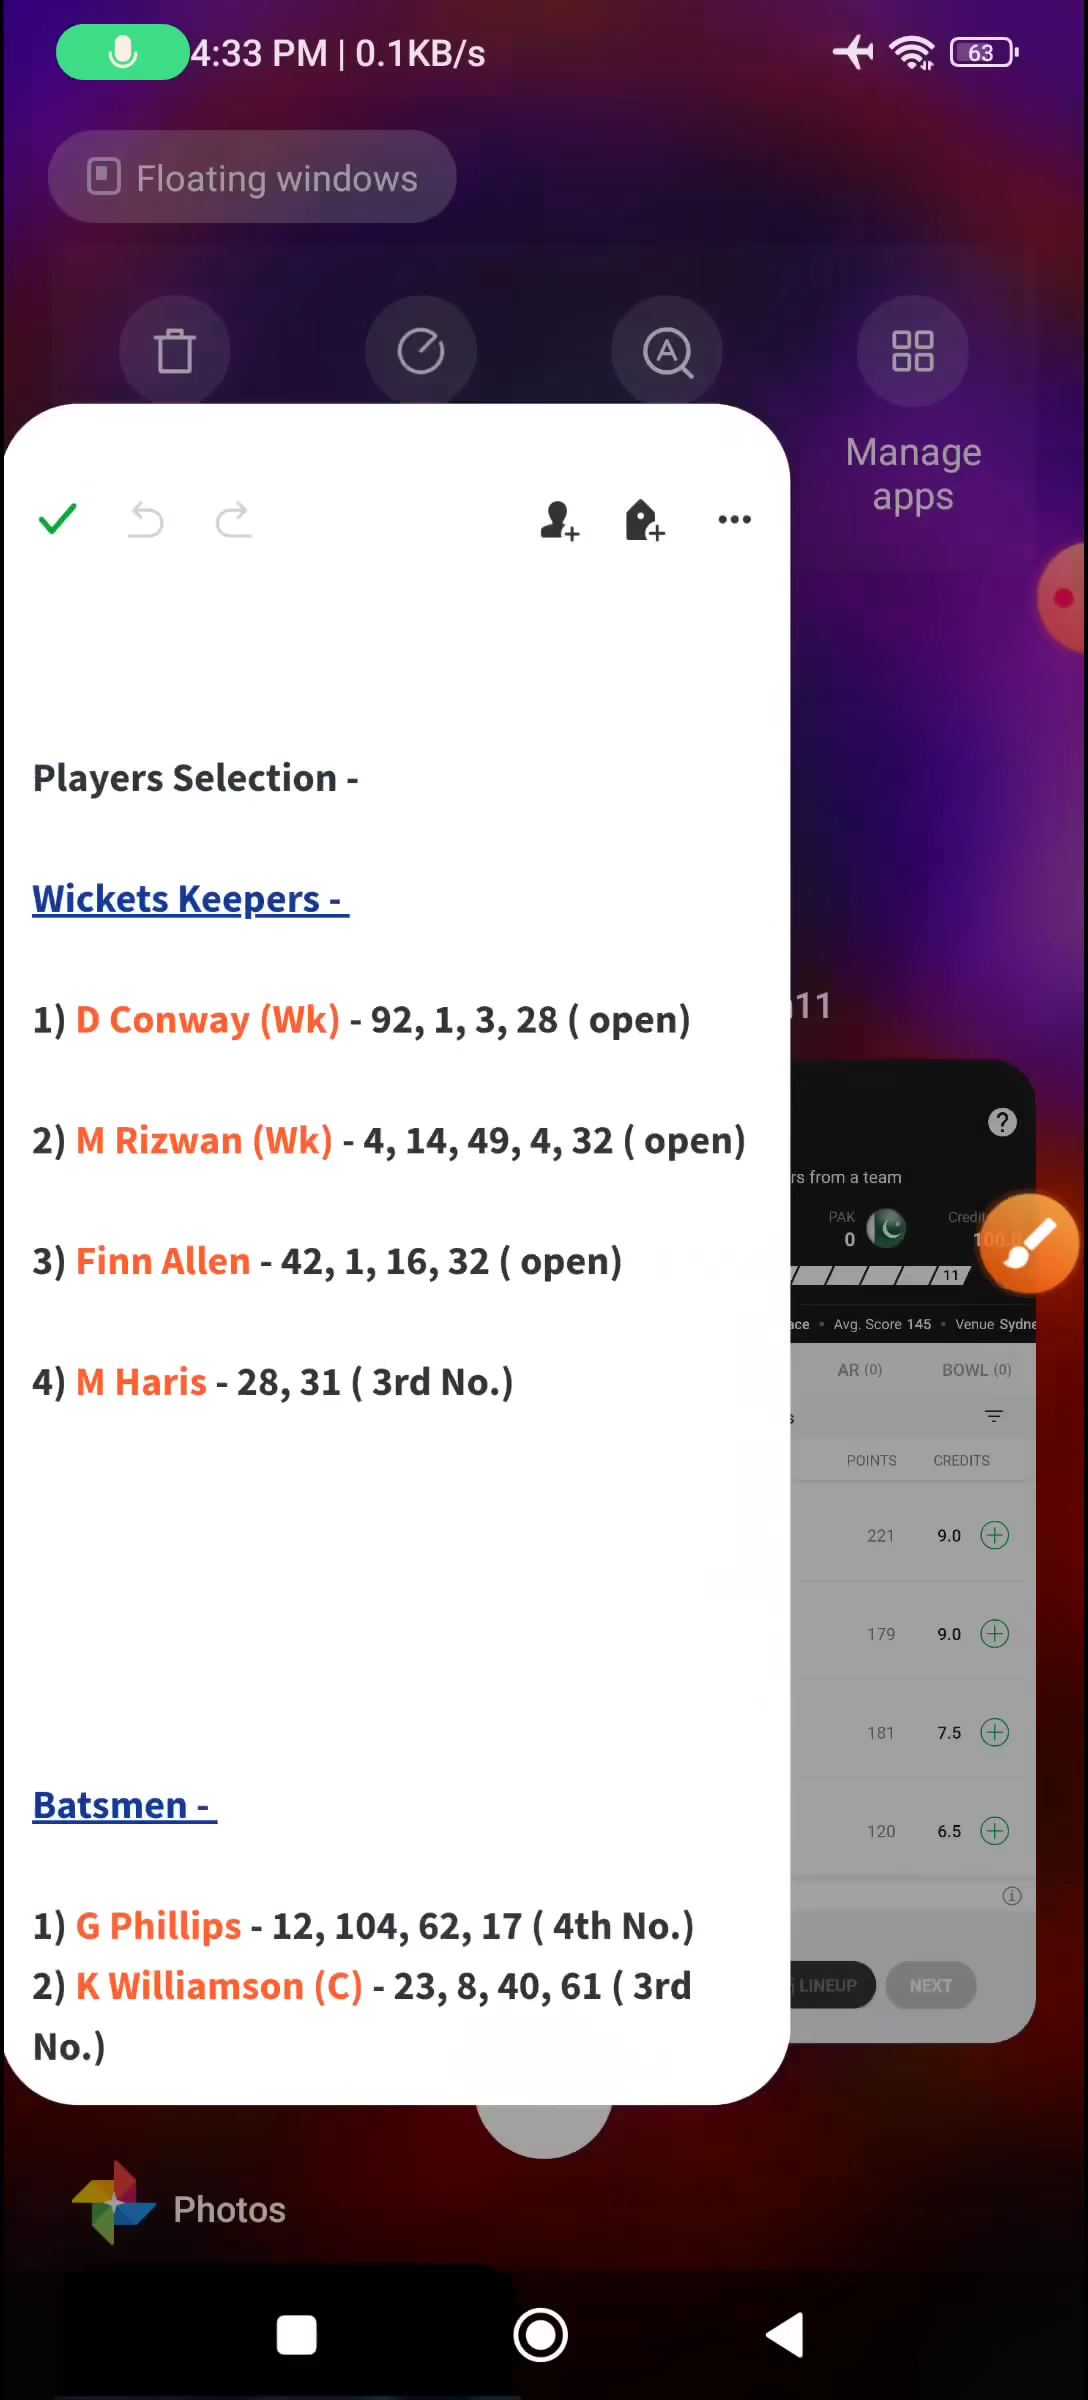 4:33 PM | 0.1KB/s
63
Floating windows
Manage
apps
Players Selection -
Wickets Keepers -
1) D Conway (Wk) - 92, 1, 3, 28 ( open)
2) M Rizwan (Wk) - 4, 14, 49, 4, 32 ( open)
3) Finn Allen - 42, 1, 16, 32 ( open)
4) M Haris - 28, 31 ( 3rd No.)
Batsmen -
1) G Phillips - 12, 104, 62, 17 ( 4th No.)
2) K Williamson (C) - 23, 8, 40, 61 ( 3rd
No.)
11
from a team
PAK
0
100.0
11
Avg. Score 145 • Venue
AR (0)
BOWL (0)
POINTS
CREDITS
221 9.0
179 9.0
181 7.5
120 6.5
LINEUP
NEXT
Photos